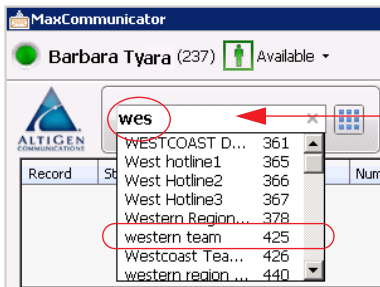 MaxCommunicator
Barbara Tyara (237) Available
ALTIGEN
COMMUNICATIONS
wes
WESTCOAST D... 361
West hotline1 365
West Hotline2 366
West Hotline3 367
Western Region... 378
western team 425
Westcoast Tea... 426
western region ... 440
Record St Num